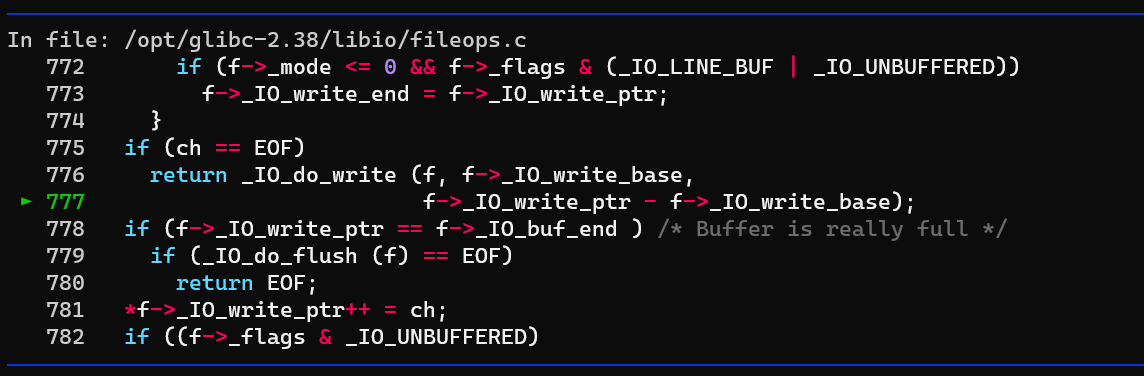 In file: /opt/glibc-2.38/libio/fileops.c
   772       if (f->_mode <= 0 && f->_flags & (_IO_LINE_BUF | _IO_UNBUFFERED))
   773         f->_IO_write_end = f->_IO_write_ptr;
   774     }
   775   if (ch == EOF)
   776     return _IO_do_write (f, f->_IO_write_base,
 ► 777                          f->_IO_write_ptr - f->_IO_write_base);
   778   if (f->_IO_write_ptr == f->_IO_buf_end ) /* Buffer is really full */
   779     if (_IO_do_flush (f) == EOF)
   780       return EOF;
   781   *f->_IO_write_ptr++ = ch;
   782   if ((f->_flags & _IO_UNBUFFERED)